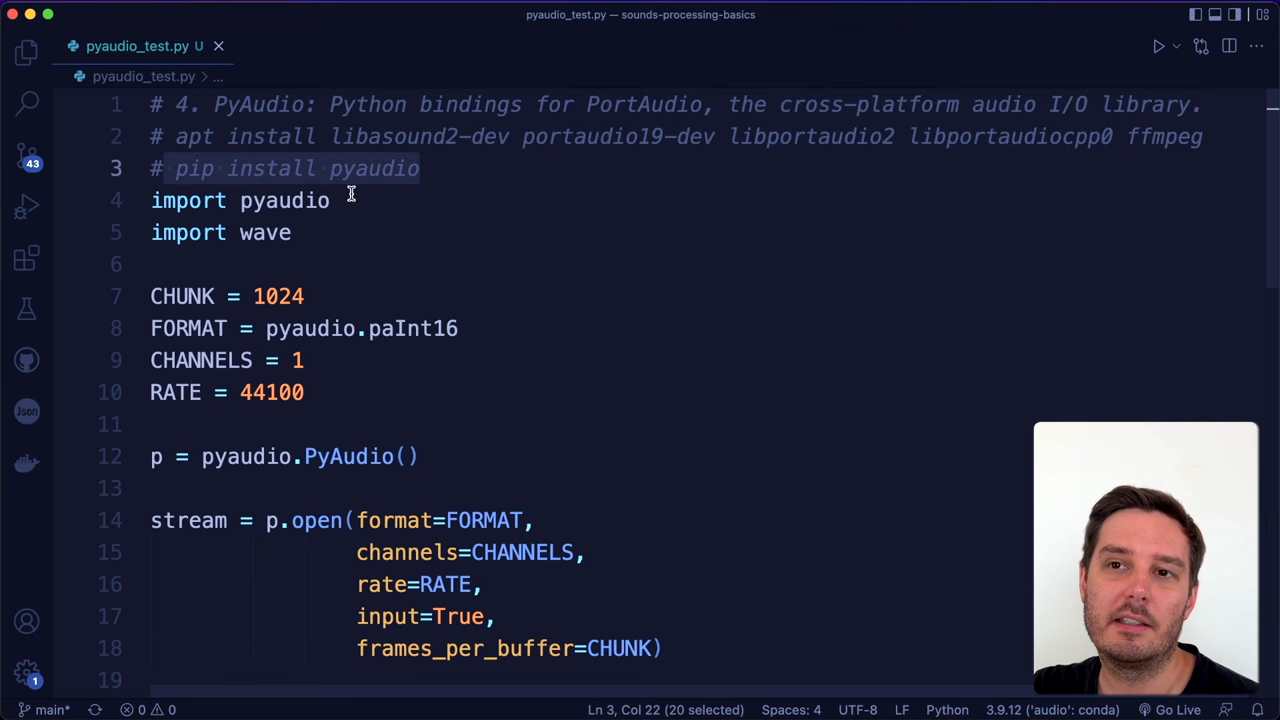 pyaudio_test.py — sounds-processing-basics
pyaudio_test.py U
pyaudio_test.py > ...
1 # 4. PyAudio: Python bindings for PortAudio, the cross-platform audio I/O library.
2 # apt install libasound2-dev portaudio19-dev libportaudio2 libportaudiocpp0 ffmpeg
3 # pip install pyaudio
4 import pyaudio
5 import wave
6
7 CHUNK = 1024
8 FORMAT = pyaudio.paInt16
9 CHANNELS = 1
10 RATE = 44100
11
12 p = pyaudio.PyAudio()
13
14 stream = p.open(format=FORMAT,
15 channels=CHANNELS,
16 rate=RATE,
17 input=True,
18 frames_per_buffer=CHUNK)
19
43
Json
1
main* 0 0 Ln 3, Col 22 (20 selected) Spaces: 4 UTF-8 LF Python 3.9.12 ('audio': conda) Go Live